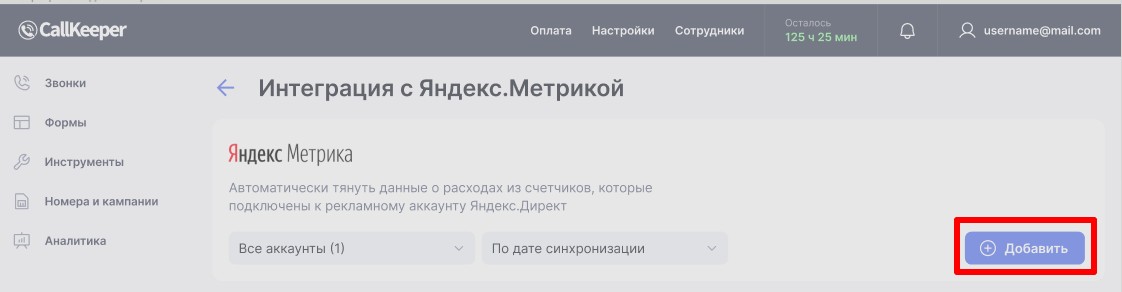 CallKeeper
Оплата Настройки Сотрудники
Осталось
125 ч 25 мин
username@mail.com
Звонки
Формы
Инструменты
Номера и кампании
Аналитика
Интеграция с Яндекс.Метрикой
Яндекс Метрика
Автоматически тянуть данные о расходах из счетчиков, которые
подключены к рекламному аккаунту Яндекс.Директ
Все аккаунты (1)
По дате синхронизации
Добавить